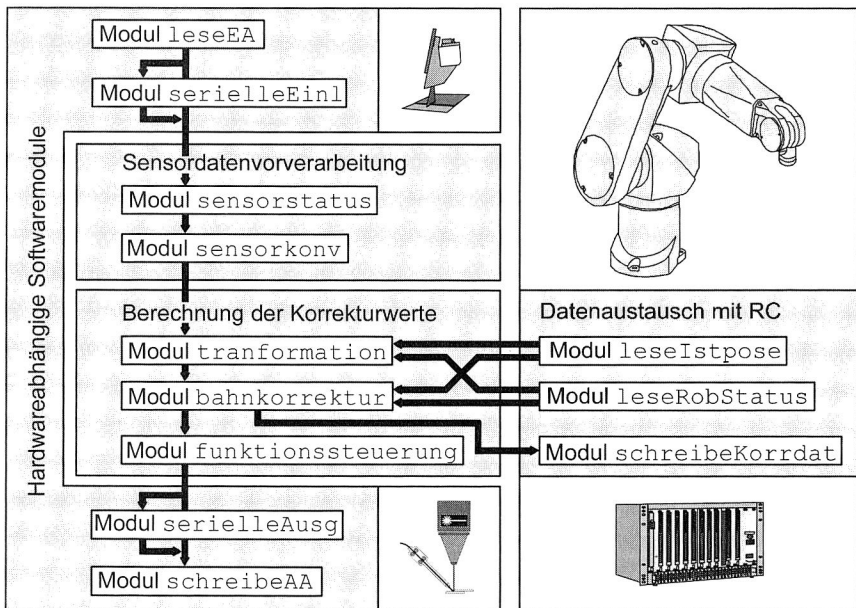 Hardwareabhängige Softwaremodule
Modul leseEA
Modul serielleEinl
Sensordatenvorverarbeitung
Modul sensorstatus
Modul sensorkonv
Berechnung der Korrekturwerte
Modul tranformation
Modul bahnkorrektur
Modul funktionssteuerung
Modul serielleAusg
Modul schreibeAA
Datenaustausch mit RC
Modul leseIstpose
Modul leseRobStatus
Modul schreibeKorrdat